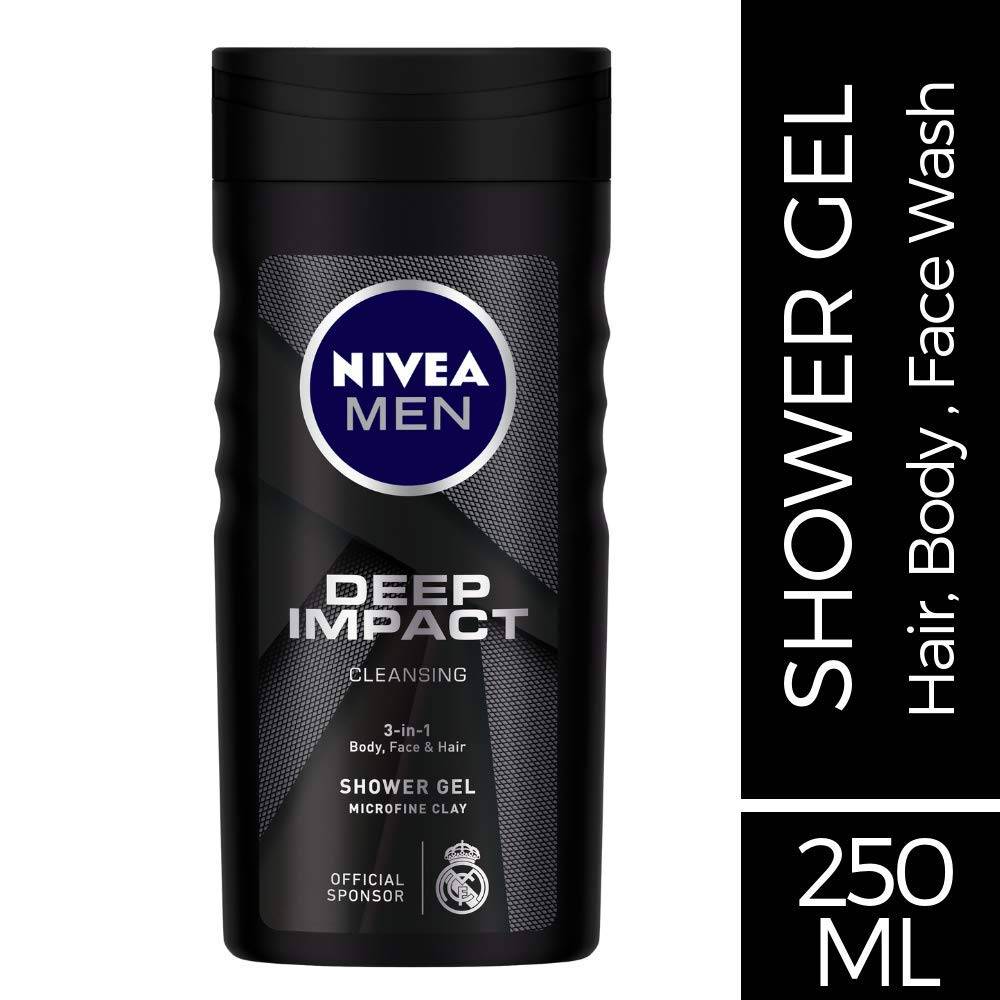 NIVEA
MEN
DEEP
IMPACT
CLEANSING
3-in-1
Body, Face & Hair
SHOWER GEL
MICROFINE CLAY
OFFICIAL
SPONSOR
SHOWER GEL
Hair, Body , Face Wash
250
ML